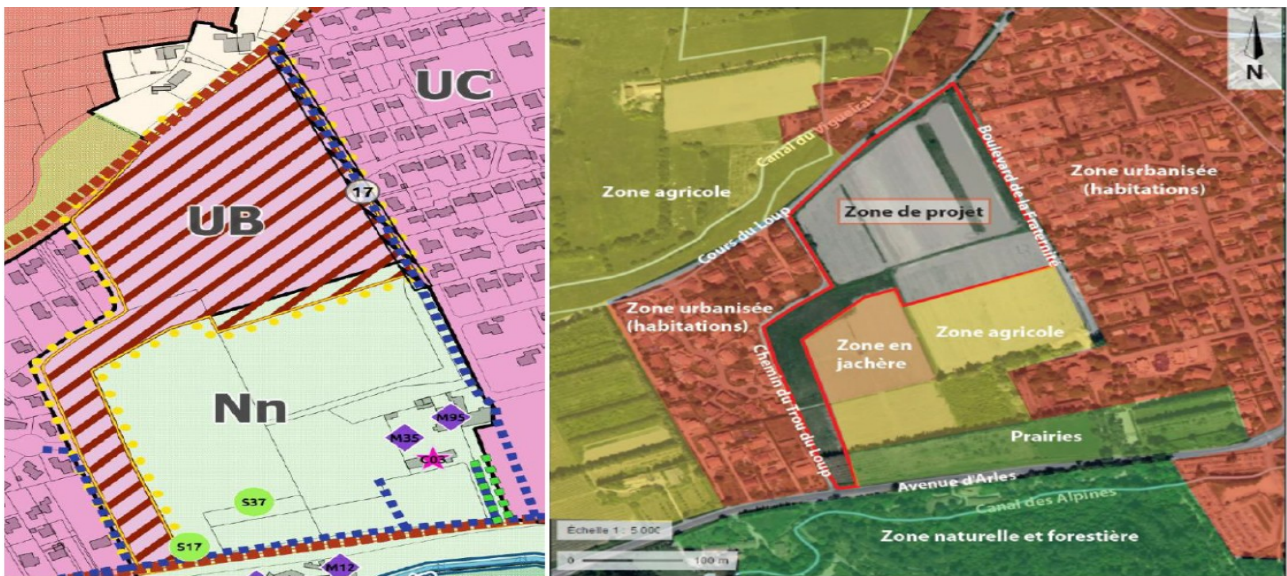 UC
17
UB
Nn
M95
M35
C03
S37
S17
M12
N
Canal du Vigueirat
Zone agricole
Cours du Loup
Boulevard de la Fraternité
Zone urbanisée
(habitations)
Zone de projet
Zone urbanisée
(habitations)
Chemin du Trou du Loup
Zone en
jachère
Zone agricole
Prairies
Avenue d'Arles
Canal des Alpines
Zone naturelle et forestière
Échelle 1 : 5 000
0
100 m